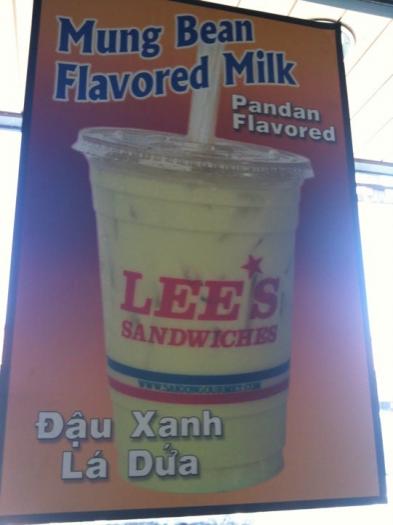 Mung Bean
Flavored Milk
Pandan
Flavored
LEE'S
SANDWICHES
Đậu Xanh
Lá Dứa